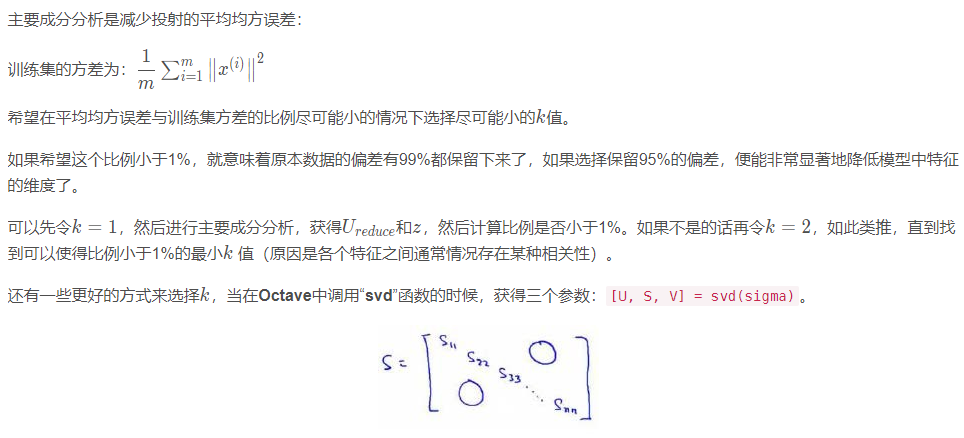 主要成分分析是减少投射的平均均方误差：
训练集的方差为： $\frac{1}{m}\sum_{i=1}^{m}\left\|x^{(i)}\right\|^2$
希望在平均均方误差与训练集方差的比例尽可能小的情况下选择尽可能小的k值。
如果希望这个比例小于1%，就意味着原本数据的偏差有99%都保留下来了，如果选择保留95%的偏差，便能非常显著地降低模型中特征
的维度了。
可以先令k = 1，然后进行主要成分分析，获得U_{reduce}和z，然后计算比例是否小于1%。如果不是的话再令k = 2，如此类推，直到找
到可以使得比例小于1%的最小k 值（原因是各个特征之间通常情况存在某种相关性）。
还有一些更好的方式来选择k，当在Octave中调用“svd”函数的时候，获得三个参数： [U, S, V] = svd(sigma) 。
S = [ S₁₁ S₂₂ S₃₃ ..... Sₙₙ ] 0 0